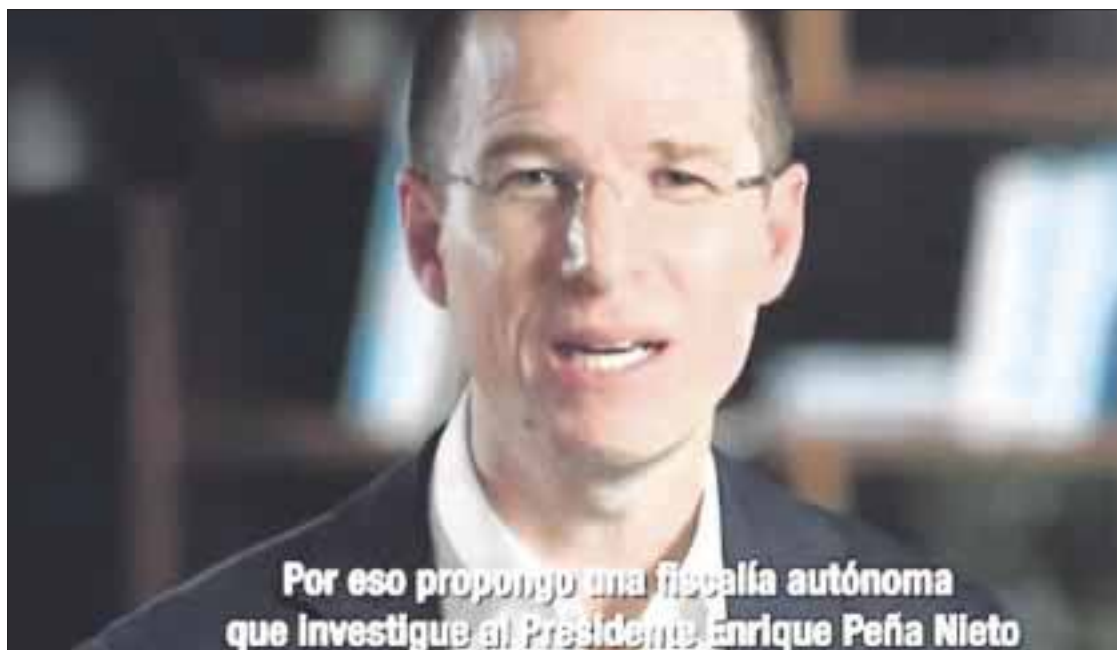 Por eso propongo una fiscalía autónoma
que investigue al Presidente Enrique Peña Nieto